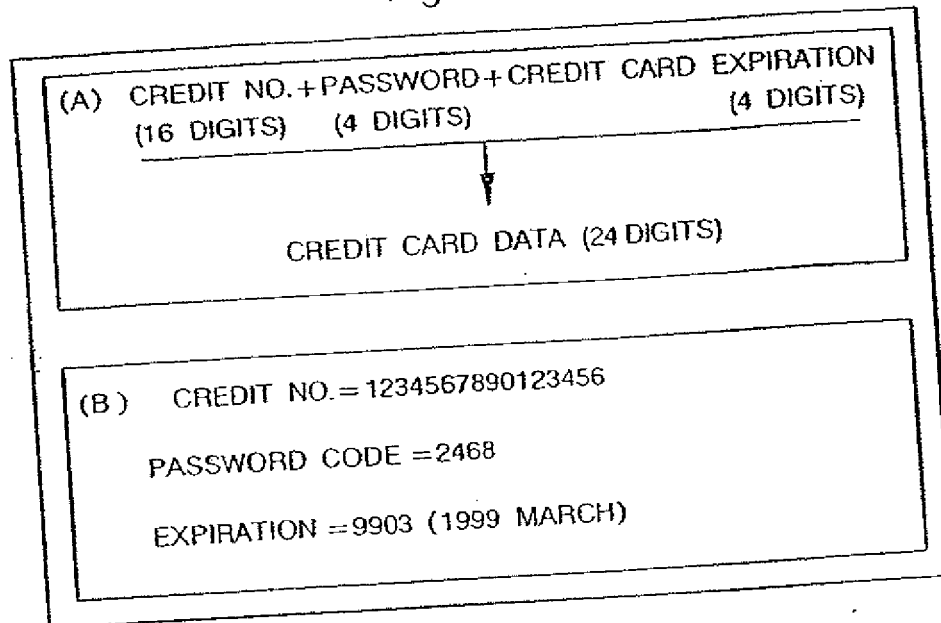 (A) CREDIT NO.+PASSWORD+CREDIT CARD EXPIRATION
(16 DIGITS) (4 DIGITS) (4 DIGITS)
CREDIT CARD DATA (24 DIGITS)
(B) CREDIT NO.=1234567890123456
PASSWORD CODE =2468
EXPIRATION =9903 (1999 MARCH)